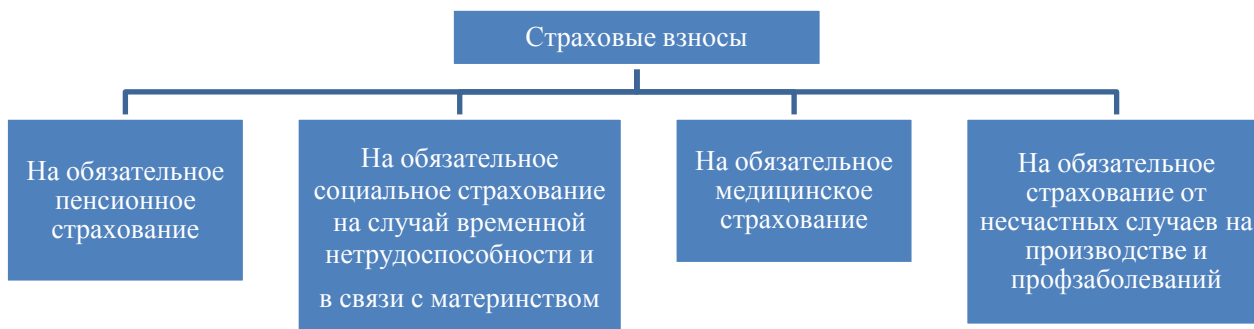 Страховые взносы
На обязательное
пенсионное
страхование
На обязательное
социальное страхование
на случай временной
нетрудоспособности и
в связи с материнством
На обязательное
медицинское
страхование
На обязательное
страхование от
несчастных случаев на
производстве и
профзаболеваний